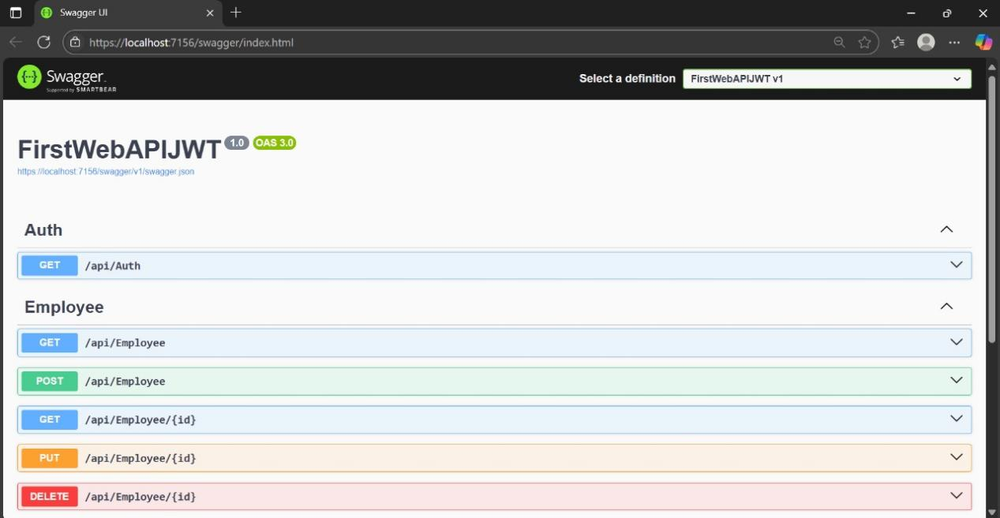 Swagger UI
https://localhost:7156/swagger/index.html
Swagger
Supported by SMARTBEAR
Select a definition
FirstWebAPIJWT v1
FirstWebAPIJWT 1.0 OAS 3.0
https://localhost:7156/swagger/v1/swagger.json
Auth
GET /api/Auth
Employee
GET /api/Employee
POST /api/Employee
GET /api/Employee/{id}
PUT /api/Employee/{id}
DELETE /api/Employee/{id}